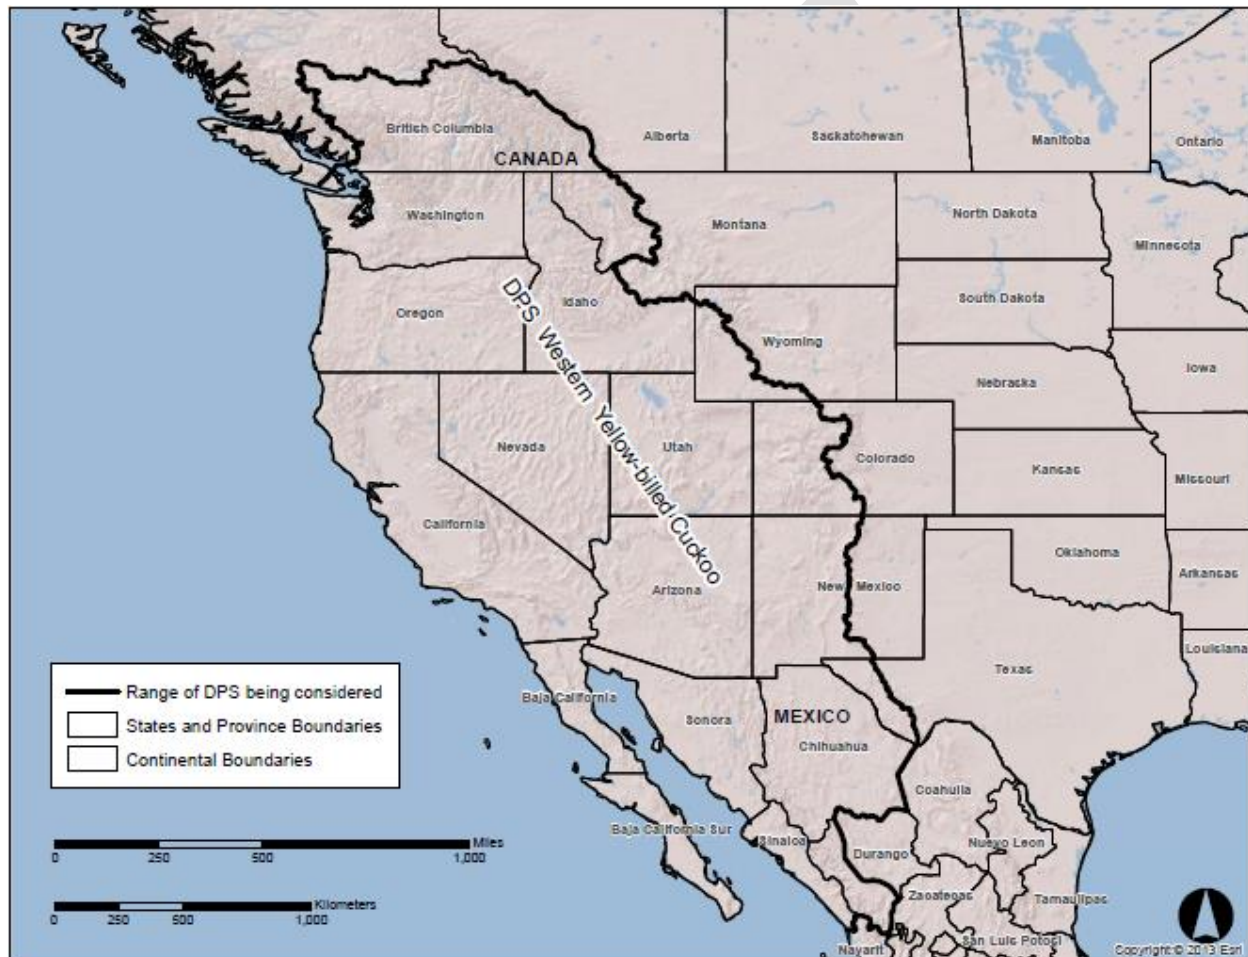 British Columbia
Alberta
Saskatchewan
Manitoba
Ontario
CANADA
Washington
Montana
North Dakota
Minnesota
Oregon
Idaho
South Dakota
Wyoming
Iowa
Nebraska
DPS Western Yellow-billed Cuckoo
Nevada
Utah
Colorado
Kansas
Missouri
California
Arizona
New Mexico
Oklahoma
Arkansas
Texas
Louisiana
Baja California
Sonora
MEXICO
Chihuahua
Coahuila
Baja California Sur
Sinaloa
Durango
Nuevo Leon
Zacatecas
Tamaulipas
San Luis Potosi
Nayarit
Range of DPS being considered
States and Province Boundaries
Continental Boundaries
Miles
0 250 500 1,000
Kilometers
0 250 500 1,000
Copyright:© 2013 Esri